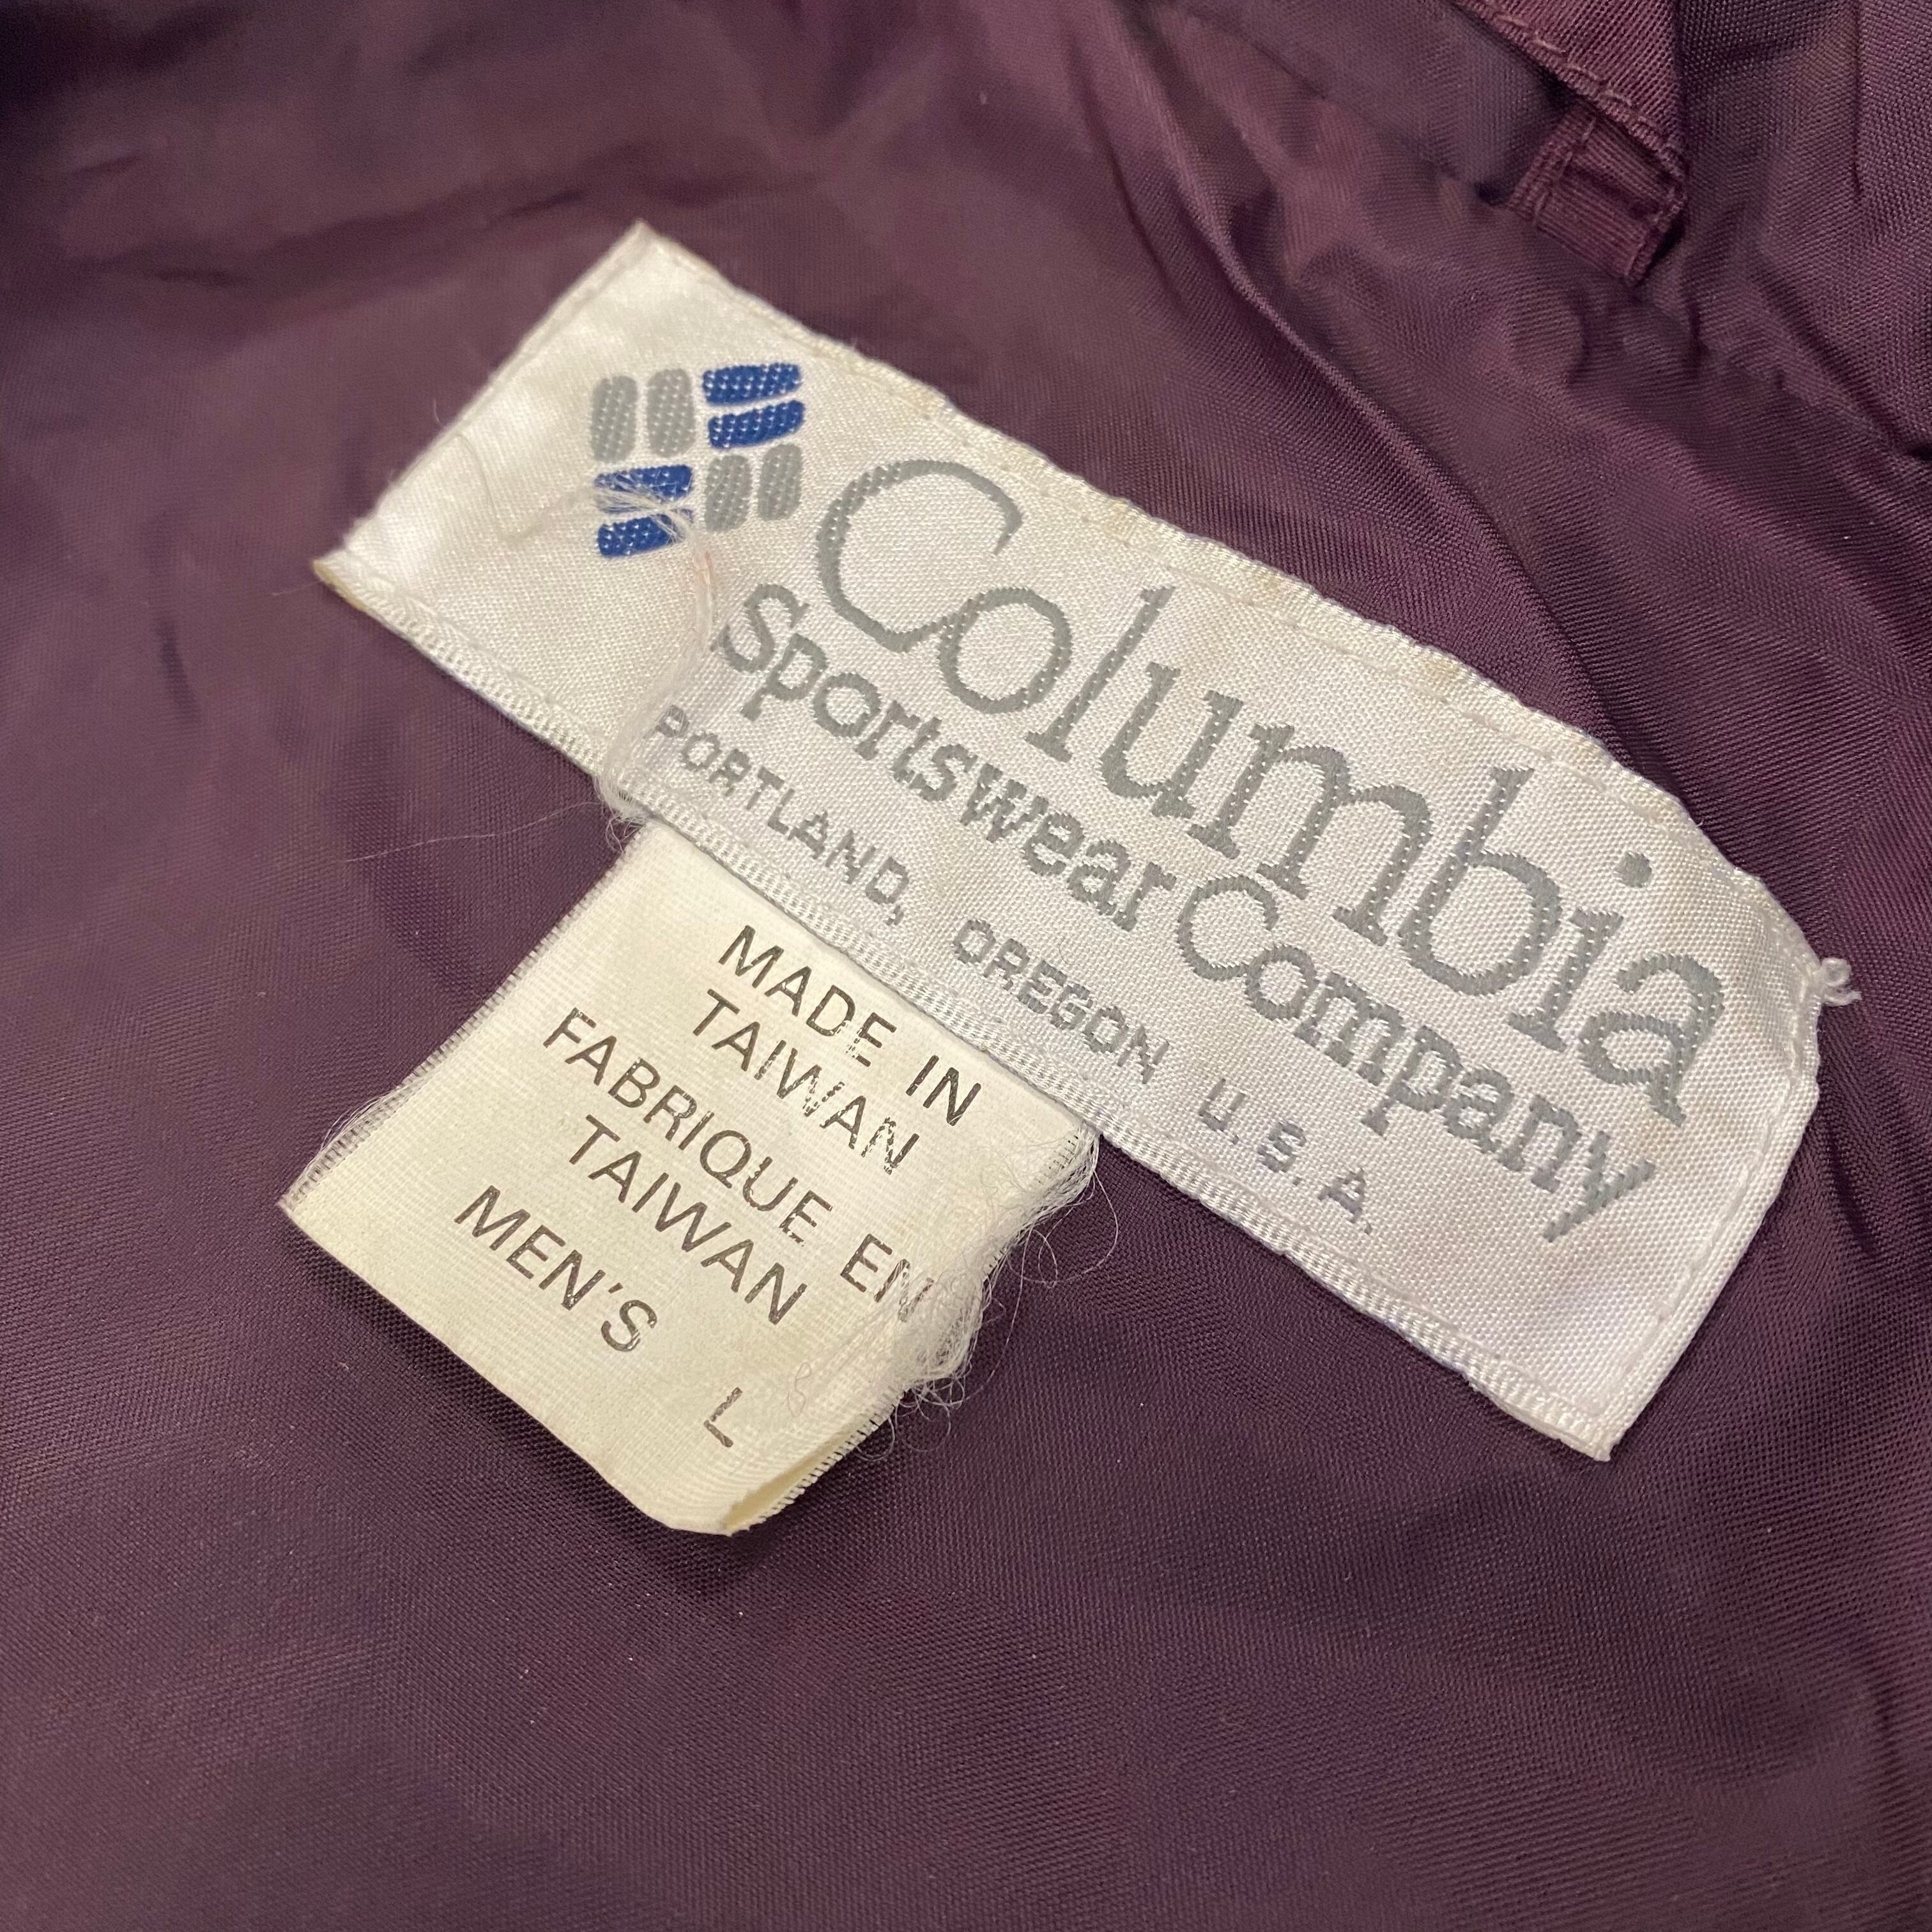 Columbia
Sportswear Company
PORTLAND, OREGON U.S.A.
MADE IN
TAIWAN
FABRIQUE EN
TAIWAN
MEN'S
L